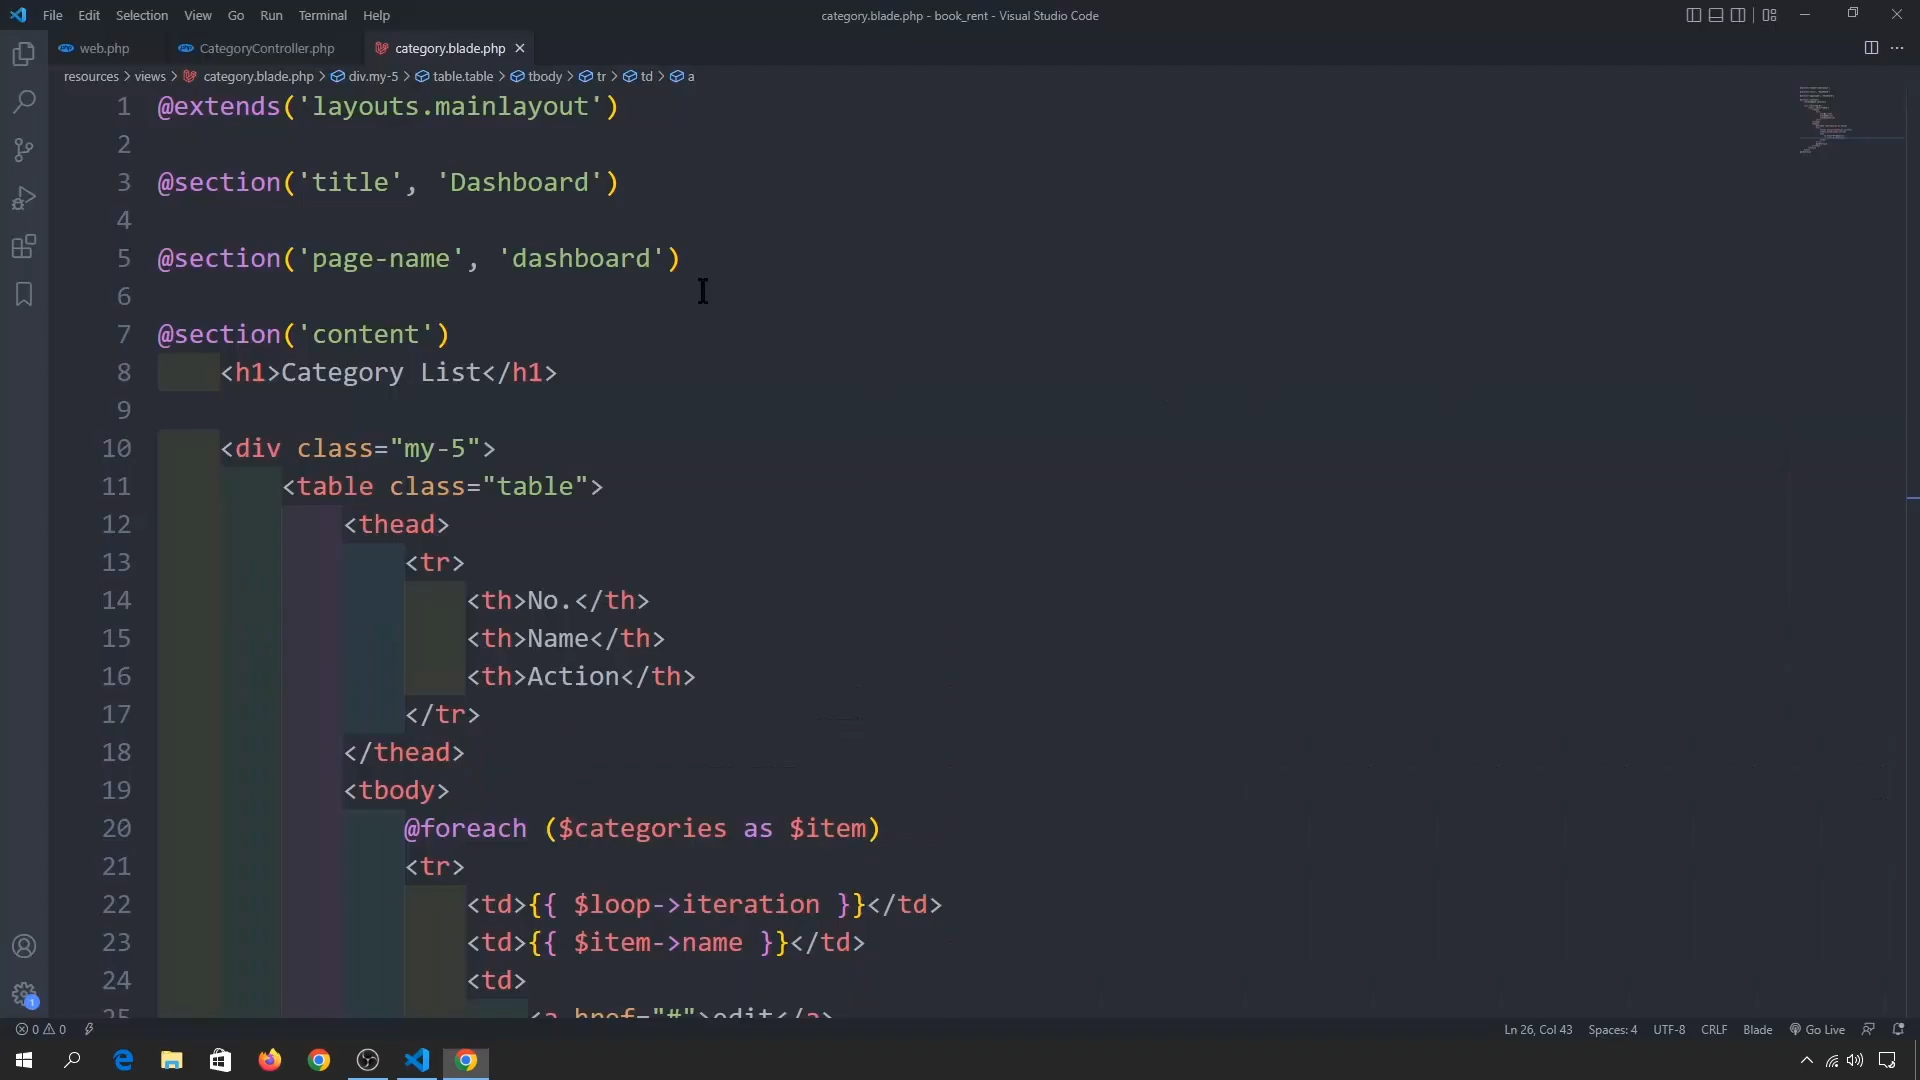 File Edit Selection View Go Run Terminal Help
category.blade.php - book_rent - Visual Studio Code
web.php CategoryController.php category.blade.php
resources > views > category.blade.php > div.my-5 > table.table > tbody > tr > td > a
1 @extends('layouts.mainlayout')
2
3 @section('title', 'Dashboard')
4
5 @section('page-name', 'dashboard')
6
7 @section('content')
8 <h1>Category List</h1>
9
10 <div class="my-5">
11 <table class="table">
12 <thead>
13 <tr>
14 <th>No.</th>
15 <th>Name</th>
16 <th>Action</th>
17 </tr>
18 </thead>
19 <tbody>
20 @foreach ($categories as $item)
21 <tr>
22 <td>{{ $loop->iteration }}</td>
23 <td>{{ $item->name }}</td>
24 <td>
25 <a href="#">edit</a>
1
0 0 Ln 26, Col 43 Spaces: 4 UTF-8 CRLF Blade Go Live